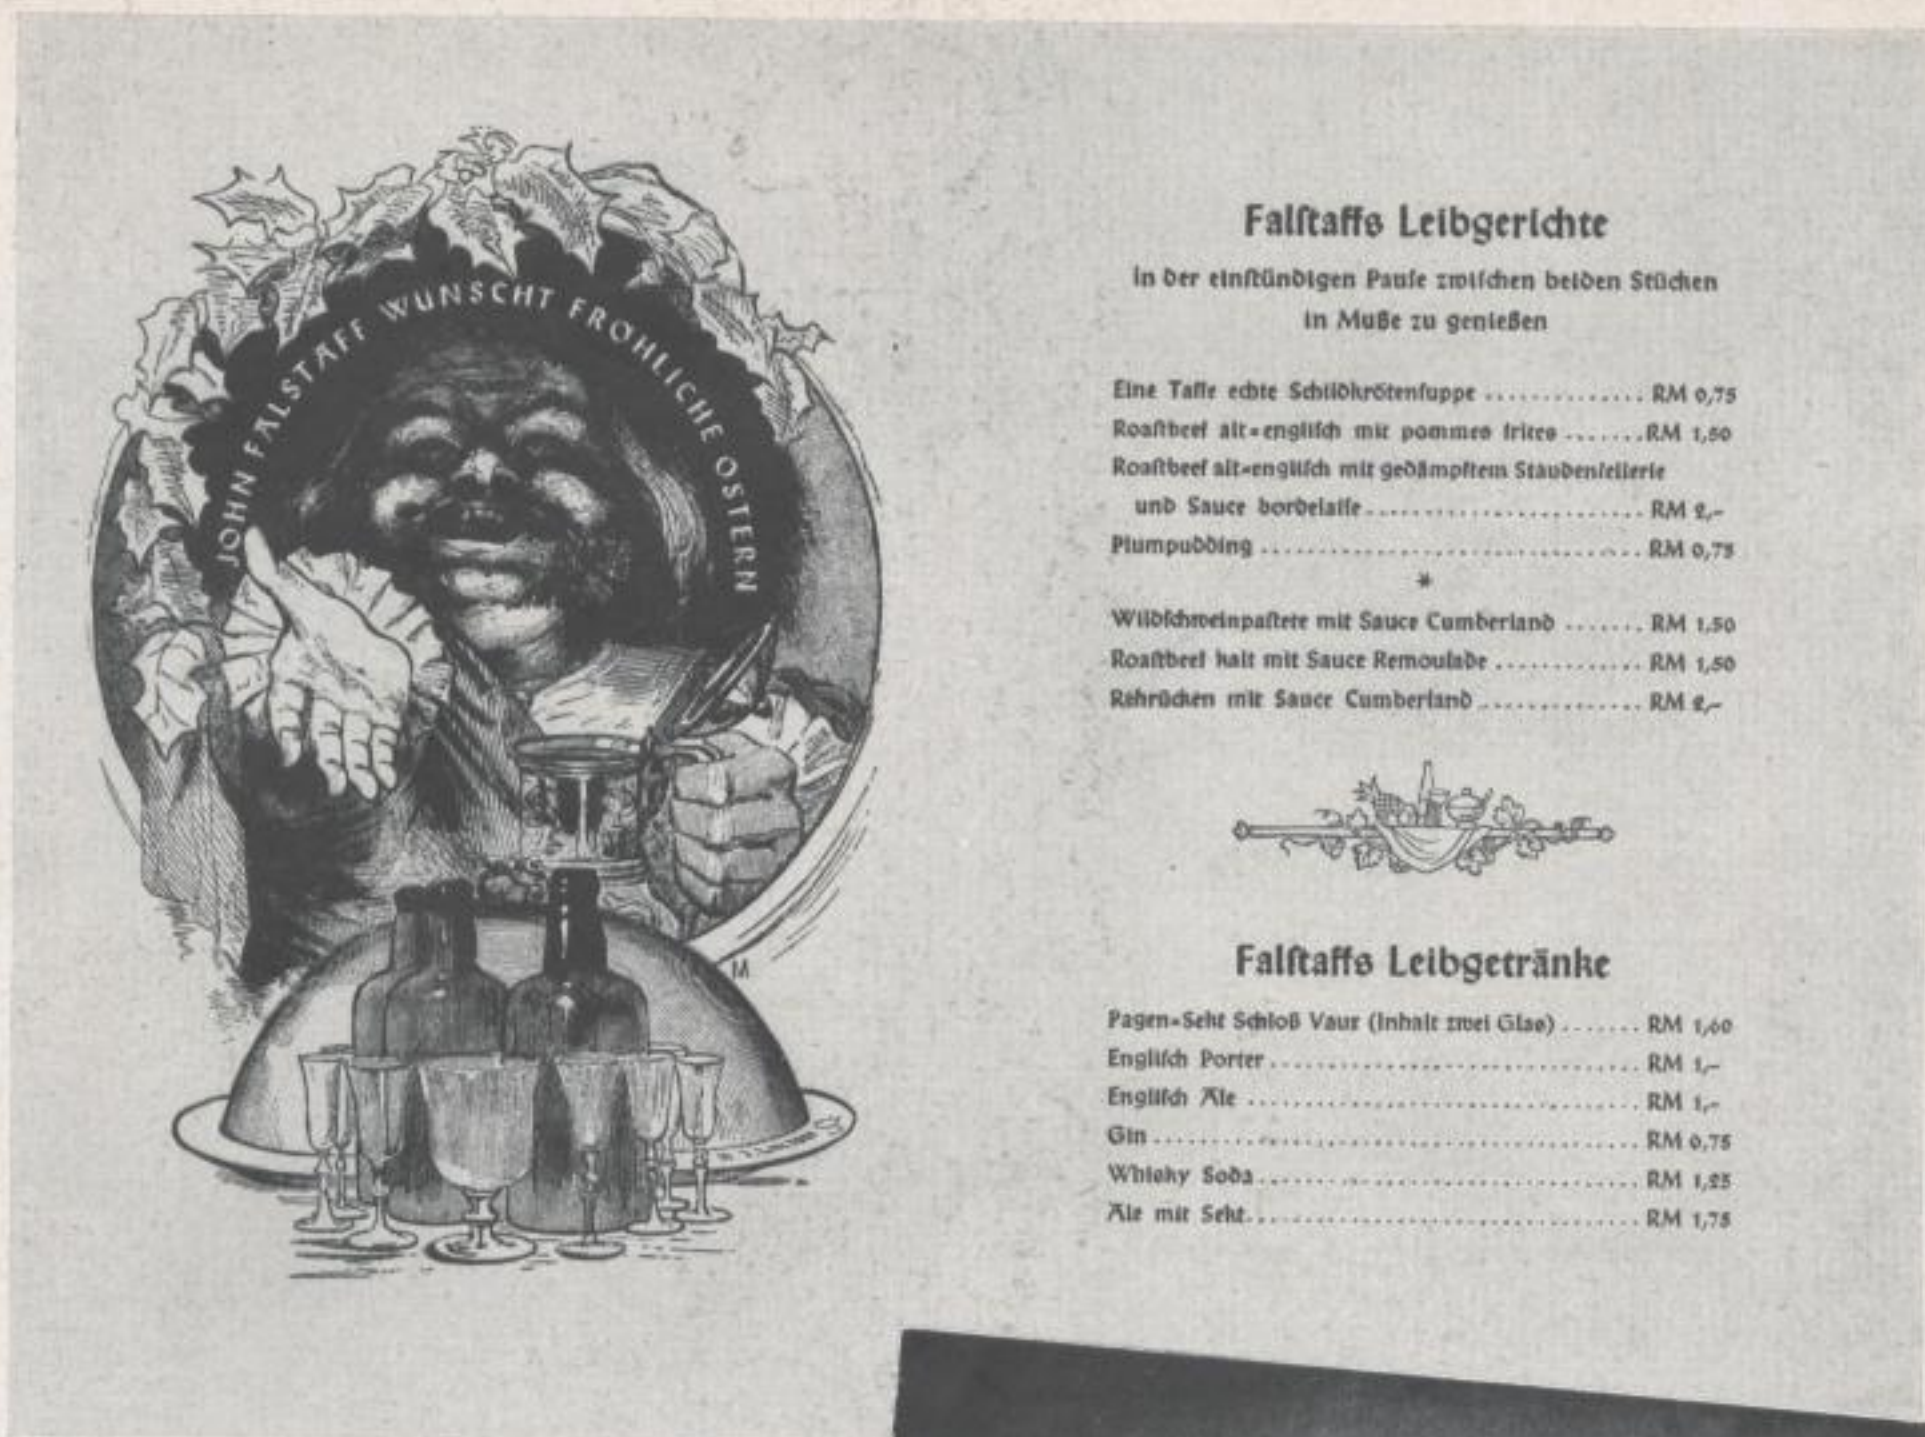 JOHN FALSTAFF WÜNSCHT FRÖHLICHE OSTERN
M
Falstaffs Leibgerichte
in der einstündigen Pause zwischen beiden Stücken
in Muße zu genießen
Eine Tasse echte Schildkrötensuppe .............. RM 0,75
Roastbeef alt-englisch mit pommes frites ....... RM 1,50
Roastbeef alt-englisch mit gedämpftem Staudensellerie
und Sauce bordelaise ........................ RM 2,–
Plumpudding ................................. RM 0,75
*
Wildschweinpastete mit Sauce Cumberland ....... RM 1,50
Roastbeef kalt mit Sauce Remoulade ............. RM 1,50
Rehrücken mit Sauce Cumberland .............. RM 2,–
Falstaffs Leibgetränke
Pagen-Sekt Schloß Vaux (Inhalt zwei Glas) ....... RM 1,60
Englisch Porter ................................ RM 1,–
Englisch Ale .................................. RM 1,–
Gin ........................................... RM 0,75
Whisky Soda ................................. RM 1,25
Ale mit Sekt .................................. RM 1,75